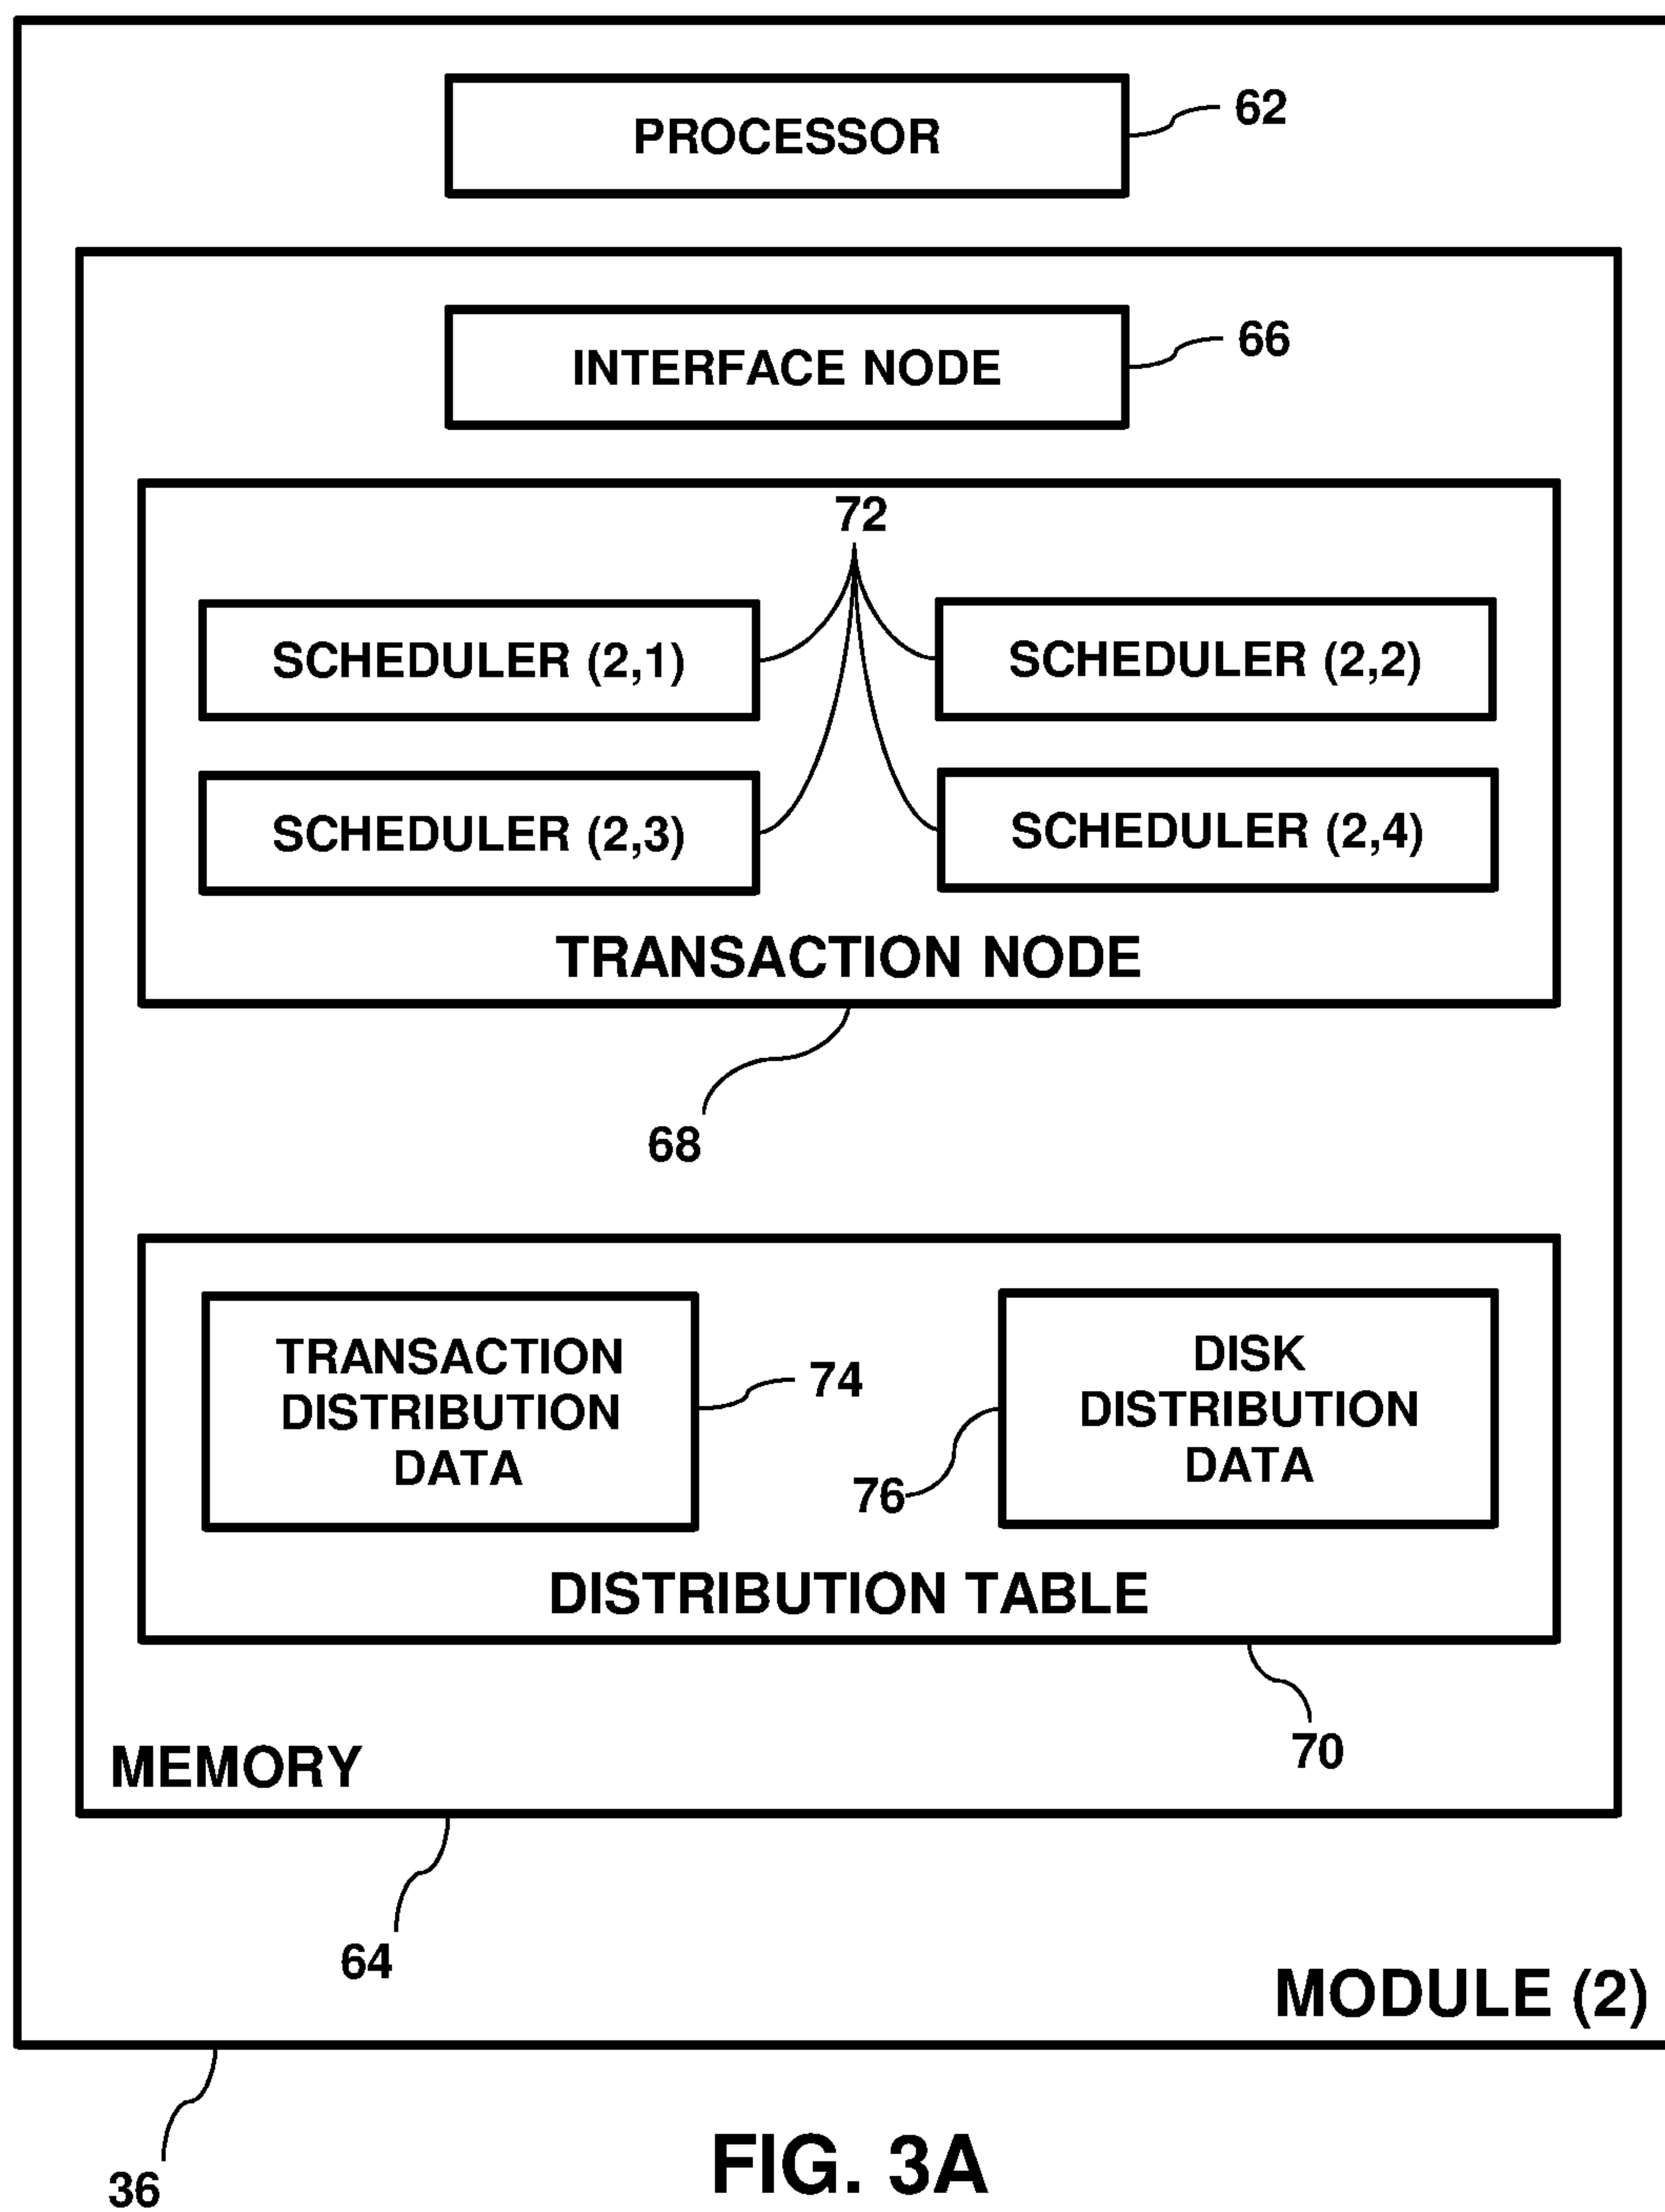 PROCESSOR
62
INTERFACE NODE
66
72
SCHEDULER (2,1)
SCHEDULER (2,2)
SCHEDULER (2,3)
SCHEDULER (2,4)
TRANSACTION NODE
68
TRANSACTION
DISTRIBUTION
DATA
74
DISK
DISTRIBUTION
DATA
76
DISTRIBUTION TABLE
70
MEMORY
64
MODULE (2)
36
FIG. 3A